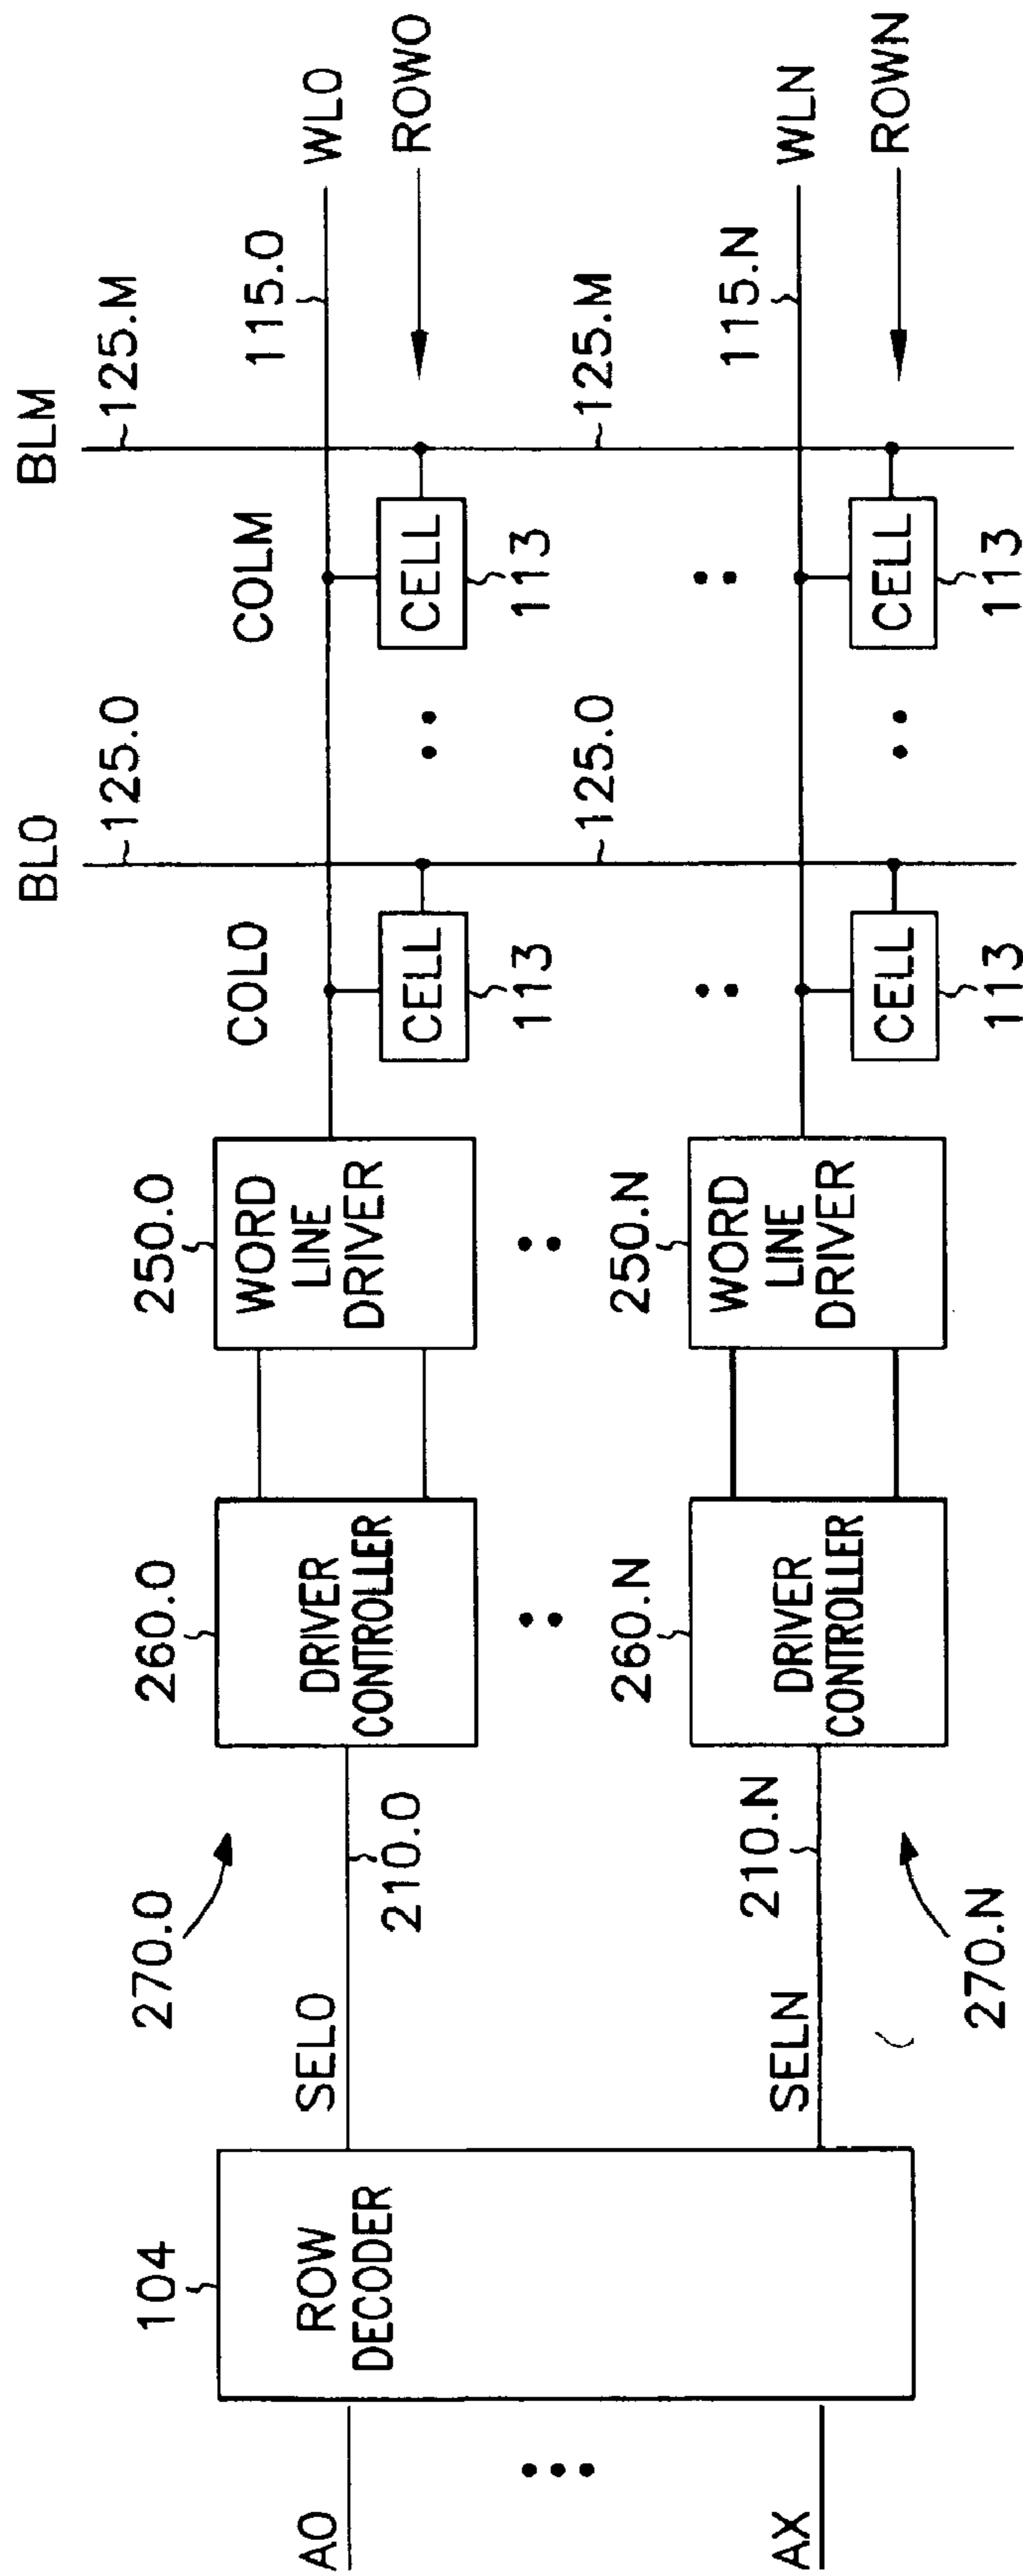 BL0
BLM
125.0
125.M
270.0
260.0
250.0
COL0
COLM
115.0
WL0
104
A0
SEL0
ROW
DECODER
DRIVER
CONTROLLER
WORD
LINE
DRIVER
CELL
CELL
ROW0
210.0
113
113
260.N
250.N
125.0
125.M
210.N
115.N
WLN
AX
SELN
DRIVER
CONTROLLER
WORD
LINE
DRIVER
CELL
CELL
ROWN
270.N
113
113